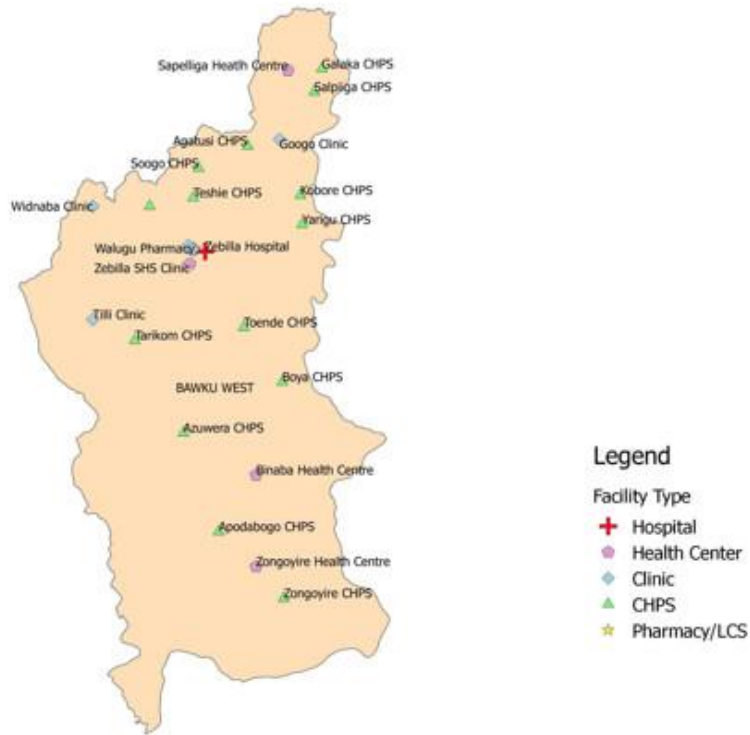 Sapelliga Heatlh Centre
Galaka CHPS
Salpiiga CHPS
Agatusi CHPS
Googo Clinic
Soogo CHPS
Teshie CHPS
Kobore CHPS
Widnaba Clinic
Yarigu CHPS
Walugu Pharmacy
Zebilla Hospital
Zebilla SHS Clinic
Tilli Clinic
Tarikom CHPS
Toende CHPS
Boya CHPS
BAWKU WEST
Azuwera CHPS
Binaba Health Centre
Apodabogo CHPS
Zongoyire Health Centre
Zongoyire CHPS
Legend
Facility Type
Hospital
Health Center
Clinic
CHPS
Pharmacy/LCS